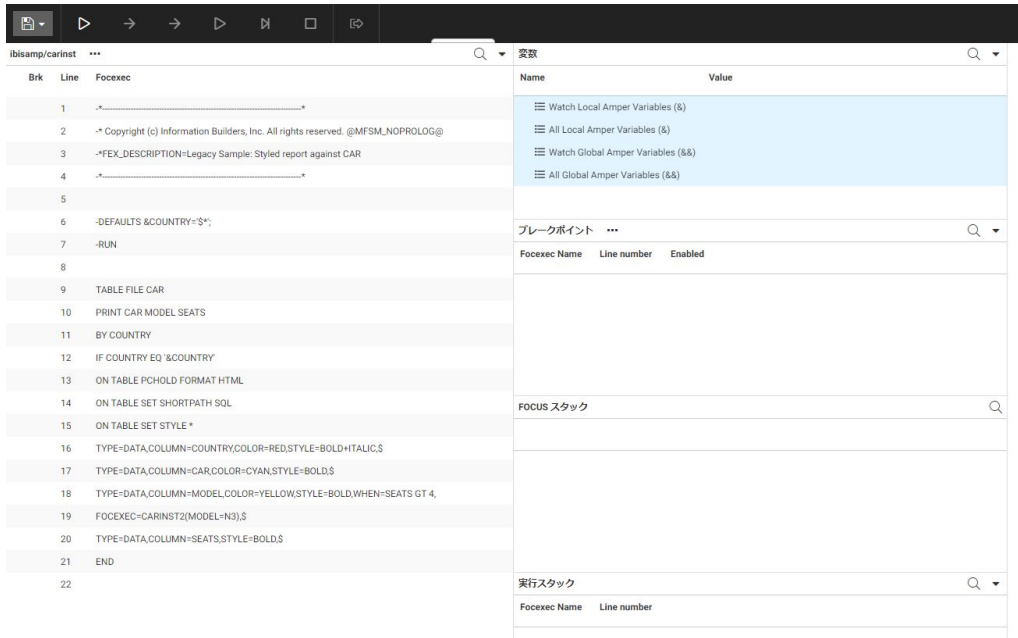 ibisamp/carinst ...
Brk Line Focexec
1 -*--------------------------------------------------------------------------------*
2 -* Copyright (c) Information Builders, Inc. All rights reserved. @MFSM_NOPROLOG@
3 -*FEX_DESCRIPTION=Legacy Sample: Styled report against CAR
4 -*--------------------------------------------------------------------------------*
5
6 -DEFAULTS &COUNTRY='$*';
7 -RUN
8
9 TABLE FILE CAR
10 PRINT CAR MODEL SEATS
11 BY COUNTRY
12 IF COUNTRY EQ '&COUNTRY'
13 ON TABLE PCHOLD FORMAT HTML
14 ON TABLE SET SHORTPATH SQL
15 ON TABLE SET STYLE *
16 TYPE=DATA,COLUMN=COUNTRY,COLOR=RED,STYLE=BOLD+ITALIC,$
17 TYPE=DATA,COLUMN=CAR,COLOR=CYAN,STYLE=BOLD,$
18 TYPE=DATA,COLUMN=MODEL,COLOR=YELLOW,STYLE=BOLD,WHEN=SEATS GT 4,
19 FOCEXEC=CARINST2(MODEL=N3),$
20 TYPE=DATA,COLUMN=SEATS,STYLE=BOLD,$
21 END
22
変数
Name Value
Watch Local Amper Variables (&)
All Local Amper Variables (&)
Watch Global Amper Variables (&&)
All Global Amper Variables (&&)
ブレークポイント ...
Focexec Name Line number Enabled
FOCUS スタック
実行スタック
Focexec Name Line number